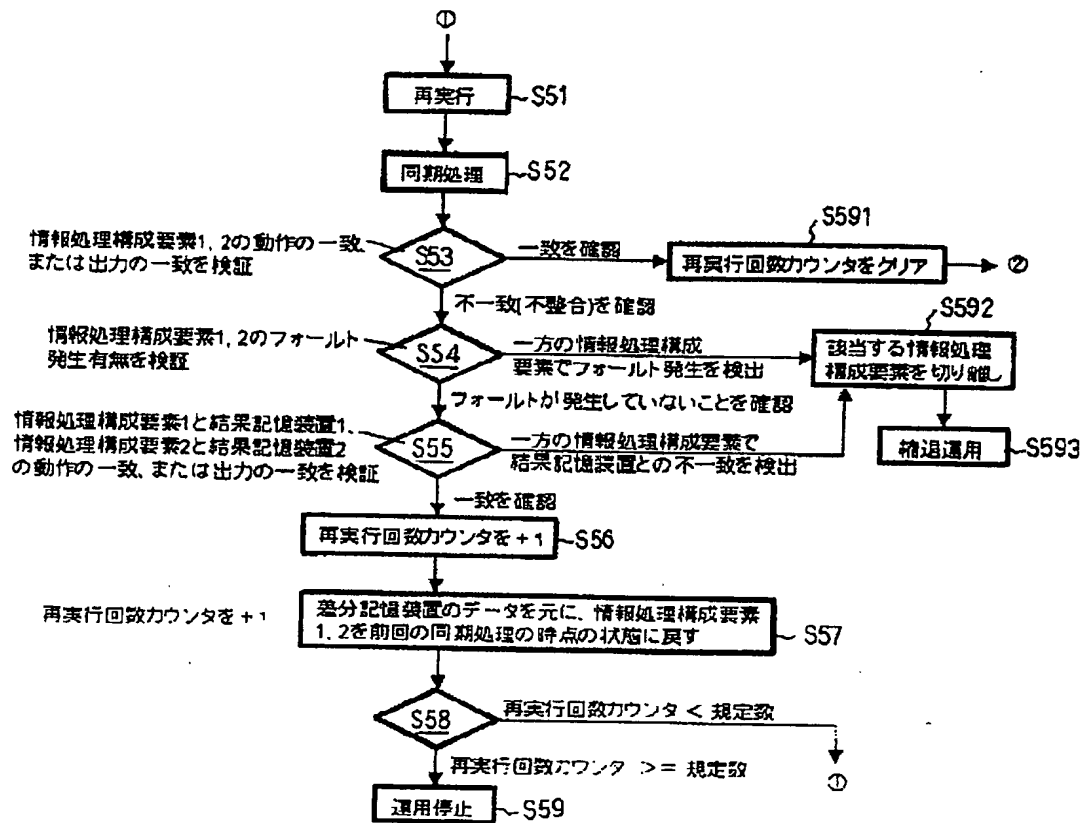 ①
再実行
S51
同期処理
S52
情報処理構成要素1, 2の動作の一致、
または出力の一致を検証
S53
一致を確認
S591
再実行回数カウンタをクリア
②
不一致(不整合)を確認
情報処理構成要素1, 2のフォールト
発生有無を検証
S54
一方の情報処理構成
要素でフォールト発生を検出
S592
該当する情報処理
構成要素を切り離し
フォールトが発生していないことを確認
情報処理構成要素1と結果記憶装置1、
情報処理構成要素2と結果記憶装置2
の動作の一致、または出力の一致を検証
S55
一方の情報処理構成要素で
結果記憶装置との不一致を検出
縮退運用
S593
一致を確認
再実行回数カウンタを +1
S56
再実行回数カウンタを +1
差分記憶装置のデータを元に、情報処理構成要素
1, 2を前回の同期処理の時点の状態に戻す
S57
S58
再実行回数カウンタ < 規定数
①
再実行回数カウンタ >= 規定数
運用停止
S59